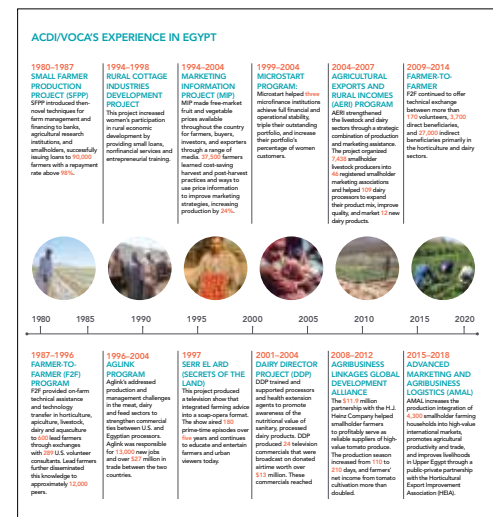 ACDI/VOCA'S EXPERIENCE IN EGYPT
1980–1987
SMALL FARMER
PRODUCTION
PROJECT (SFPP)
SFPP introduced then-
novel techniques for
farm management and
financing to banks,
agricultural research
institutions, and
smallholders, successfully
issuing loans to 90,000
farmers with a repayment
rate above 98%.
1994–1998
RURAL COTTAGE
INDUSTRIES
DEVELOPMENT
PROJECT
This project increased
women's participation
in rural economic
development by
providing small loans,
nonfinancial services and
entrepreneurial training.
1994–2004
MARKETING
INFORMATION
PROJECT (MIP)
MIP made free-market
fruit and vegetable
prices available
throughout the country
for farmers, buyers,
investors, and exporters
through a range of
media. 37,500 farmers
learned cost-saving
harvest and post-harvest
practices and ways to
use price information
to improve marketing
strategies, increasing
production by 24%.
1999–2004
MICROSTART
PROGRAM:
Microstart helped three
microfinance institutions
achieve full financial and
operational stability,
triple their outstanding
portfolio, and increase
their portfolio's
percentage of women
customers.
2004–2007
AGRICULTURAL
EXPORTS AND
RURAL INCOMES
(AERI) PROGRAM
AERI strengthened
the livestock and dairy
sectors through a strategic
combination of production
and marketing assistance.
The project organized
7,438 smallholder
livestock producers into
46 registered smallholder
marketing associations
and helped 109 dairy
processors to expand
their product mix, improve
quality, and market 12 new
dairy products.
2009–2014
FARMER-TO-
FARMER
F2F continued to offer
technical exchange
between more than
170 volunteers, 3,700
direct beneficiaries,
and 27,000 indirect
beneficiaries primarily in
the horticulture and dairy
sectors.
1980 1985 1990 1995 2000 2005 2010 2015 2020
1987–1996
FARMER-TO-
FARMER (F2F)
PROGRAM
F2F provided on-farm
technical assistance
and technology
transfer in horticulture,
apiculture, livestock,
dairy and aquaculture
to 600 lead farmers
through exchanges
with 289 U.S. volunteer
consultants. Lead farmers
further disseminated
this knowledge to
approximately 12,000
peers.
1996–2004
AGLINK
PROGRAM
Aglink's addressed
production and
management challenges
in the meat, dairy
and feed sectors to
strengthen commercial
ties between U.S. and
Egyptian processors.
Aglink was responsible
for 13,000 new jobs
and over $27 million in
trade between the two
countries.
1997
SERR EL ARD
(SECRETS OF THE
LAND)
This project produced
a television show that
integrated farming advice
into a soap-opera format.
The show aired 180
prime-time episodes over
five years and continues
to educate and entertain
farmers and urban
viewers today.
2001–2004
DAIRY DIRECTOR
PROJECT (DDP)
DDP trained and
supported processors
and health extension
agents to promote
awareness of the
nutritional value of
sanitary, processed
dairy products. DDP
produced 24 television
commercials that were
broadcast on donated
airtime worth over
$13 million. These
commercials reached
2008–2012
AGRIBUSINESS
LINKAGES GLOBAL
DEVELOPMENT
ALLIANCE
The $11.9 million
partnership with the H.J.
Heinz Company helped
smallholder farmers
to profitably serve as
reliable suppliers of high-
value tomato produce.
The production season
increased from 110 to
210 days, and farmers'
net income from tomato
cultivation more than
doubled.
2015–2018
ADVANCED
MARKETING AND
AGRIBUSINESS
LOGISTICS (AMAL)
AMAL increases the
production integration of
4,300 smallholder farming
households into high-value
international markets,
promotes agricultural
productivity and trade,
and improves livelihoods
in Upper Egypt through a
public-private partnership
with the Horticultural
Export Improvement
Association (HEIA).